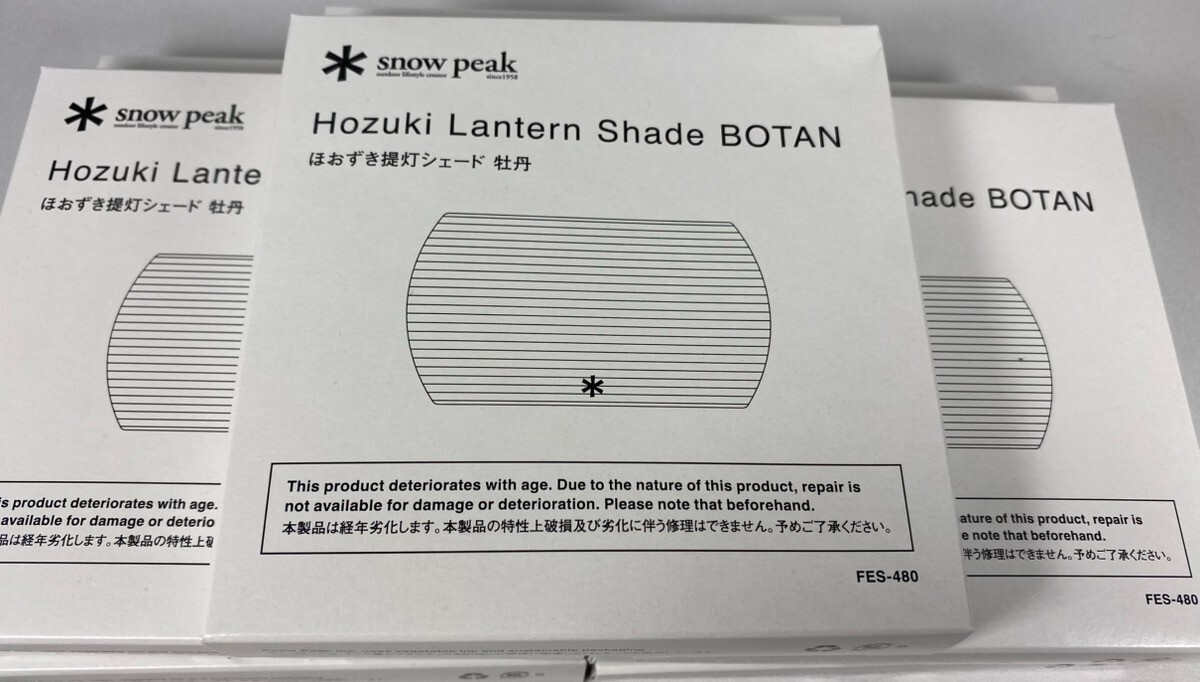 snow peak
outdoor lifestyle creator
since1958
Hozuki Lantern Shade BOTAN
ほおずき提灯シェード 牡丹
This product deteriorates with age. Due to the nature of this product, repair is
not available for damage or deterioration. Please note that beforehand.
本製品は経年劣化します。本製品の特性上破損及び劣化に伴う修理はできません。予めご了承ください。
FES-480
snow peak
outdoor lifestyle creator
since1958
Hozuki Lante
ほおずき提灯シェード 牡丹
is product deteriorates with age.
available for damage or deterio
品は経年劣化します。本製品の特性上破
hade BOTAN
ature of this product, repair is
e note that beforehand.
伴う修理はできません。予めご了承ください。
FES-480